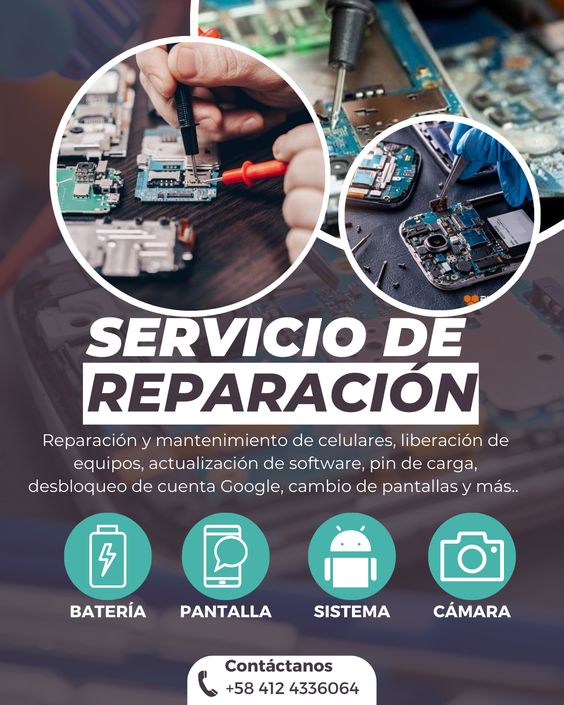 SERVICIO DE
REPARACIÓN
Reparación y mantenimiento de celulares, liberación de
equipos, actualización de software, pin de carga,
desbloqueo de cuenta Google, cambio de pantallas y más..
BATERÍA PANTALLA SISTEMA CÁMARA
Contáctanos
+58 412 4336064